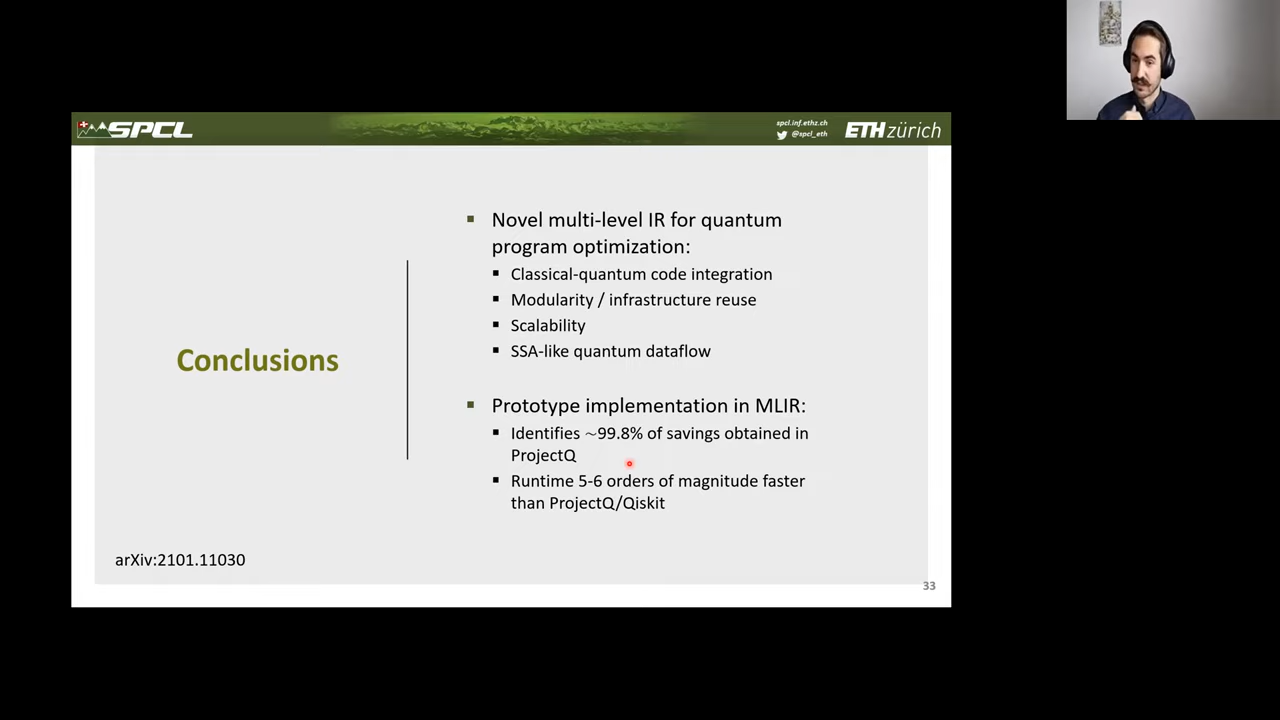 SPCL
spcl.inf.ethz.ch
@spcl_eth
ETH zürich
Novel multi-level IR for quantum
program optimization:
Classical-quantum code integration
Modularity / infrastructure reuse
Scalability
SSA-like quantum dataflow
Conclusions
Prototype implementation in MLIR:
Identifies ~99.8% of savings obtained in
ProjectQ
Runtime 5-6 orders of magnitude faster
than ProjectQ/Qiskit
arXiv:2101.11030
33